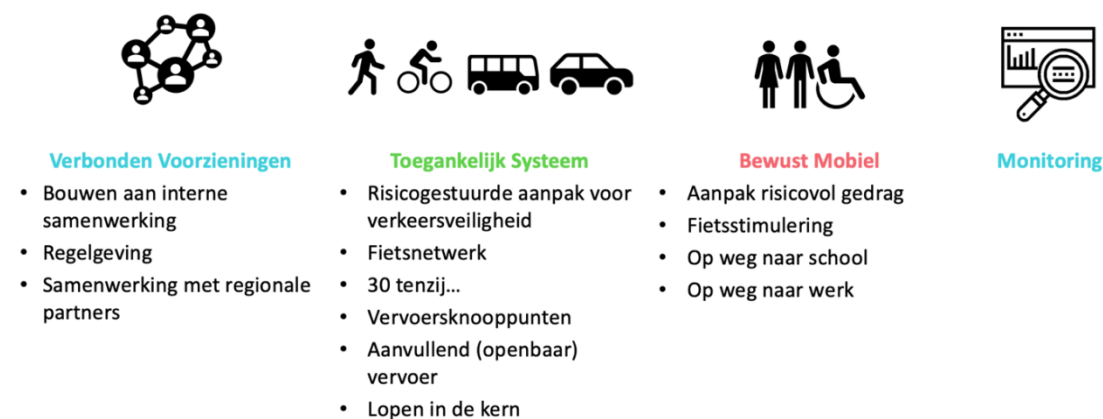 Verbonden Voorzieningen
• Bouwen aan interne
samenwerking
• Regelgeving
• Samenwerking met regionale
partners
Toegankelijk Systeem
• Risicogestuurde aanpak voor
verkeersveiligheid
• Fietsnetwerk
• 30 tenzij...
• Vervoersknooppunten
• Aanvullend (openbaar)
vervoer
• Lopen in de kern
Bewust Mobiel
• Aanpak risicovol gedrag
• Fietsstimulering
• Op weg naar school
• Op weg naar werk
Monitoring